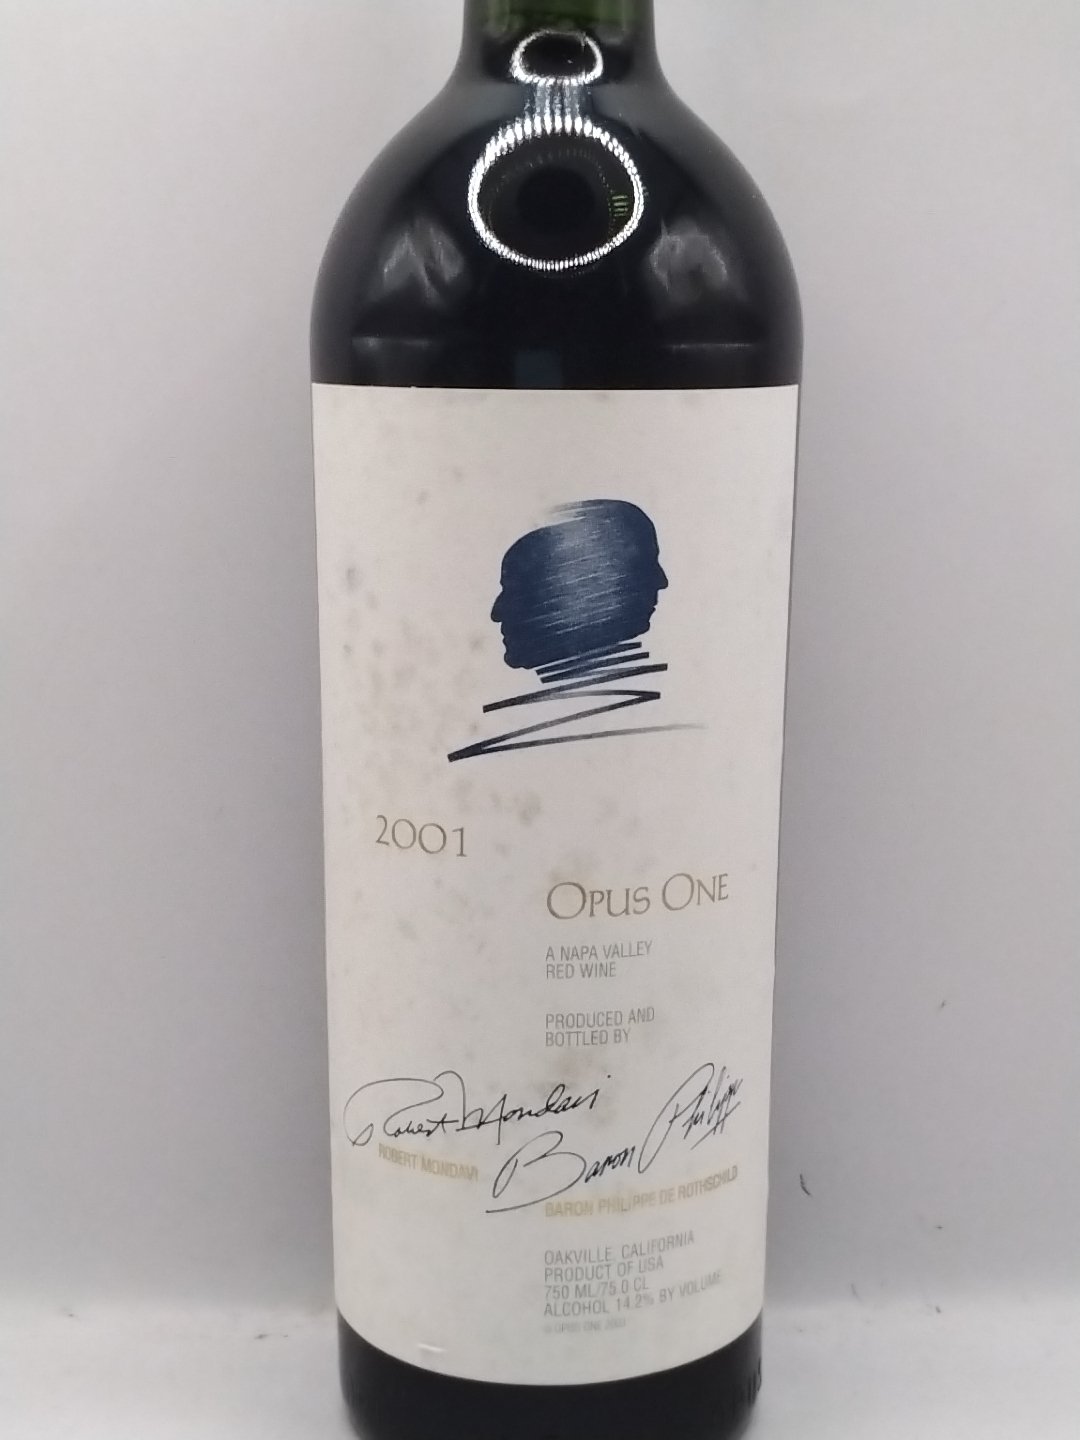 2001
OPUS ONE
A NAPA VALLEY
RED WINE
PRODUCED AND
BOTTLED BY
Robert Mondavi
ROBERT MONDAVI
Baron Philippe
BARON PHILIPPE DE ROTHSCHILD
OAKVILLE, CALIFORNIA
PRODUCT OF USA
750 ML/75.0 CL
ALCOHOL 14.2% BY VOLUME
© OPUS ONE 2003